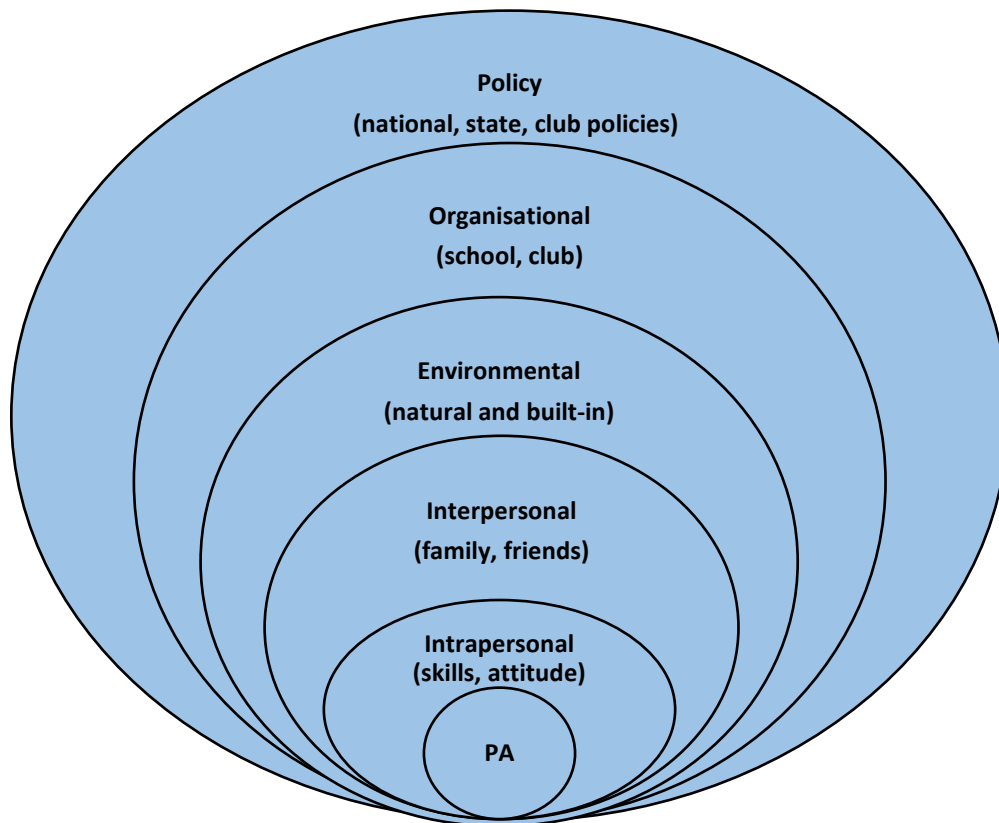 Policy
(national, state, club policies)
Organisational
(school, club)
Environmental
(natural and built-in)
Interpersonal
(family, friends)
Intrapersonal
(skills, attitude)
PA